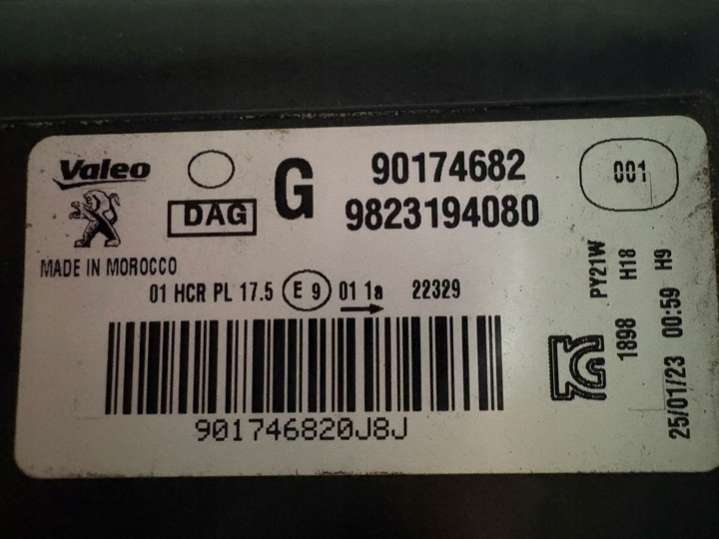 Valeo
DAG
G
90174682
9823194080
001
MADE IN MOROCCO
01 HCR PL 17.5 E 9 01 1a 22329
901746820J8J
PY21W
1898 H18
25/01/23 00:59 H9